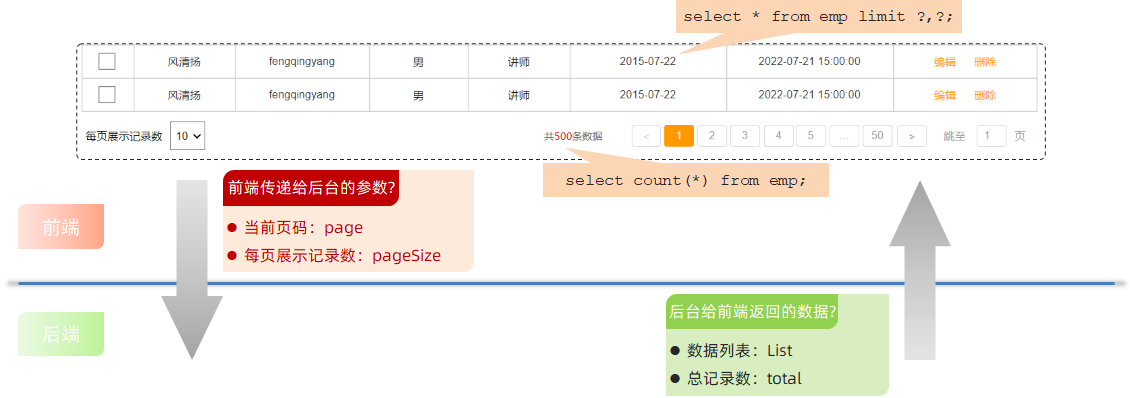 select * from emp limit ?,?;
风清扬 fengqingyang 男 讲师 2015-07-22 2022-07-21 15:00:00 编辑 删除
风清扬 fengqingyang 男 讲师 2015-07-22 2022-07-21 15:00:00 编辑 删除
每页展示记录数 10 共500条数据 < 1 2 3 4 5 ... 50 > 跳至 1 页
select count(*) from emp;
前端传递给后台的参数?
● 当前页码：page
● 每页展示记录数：pageSize
前端
后端
后台给前端返回的数据?
● 数据列表：List
● 总记录数：total